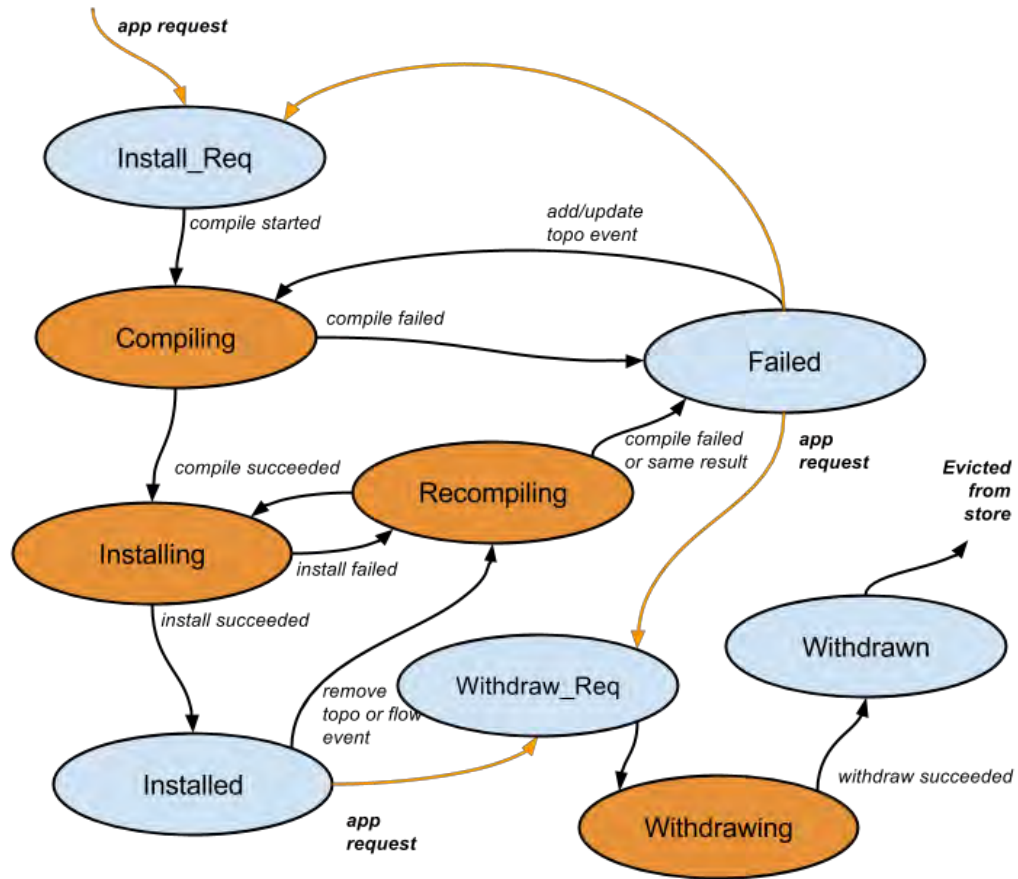 app request
Install_Req
compile started
add/update
topo event
Compiling
compile failed
Failed
compile succeeded
Recompiling
compile failed
or same result
app
request
Evicted
from
store
Installing
install failed
install succeeded
Withdrawn
Withdraw_Req
remove
topo or flow
event
Installed
app
request
withdraw succeeded
Withdrawing